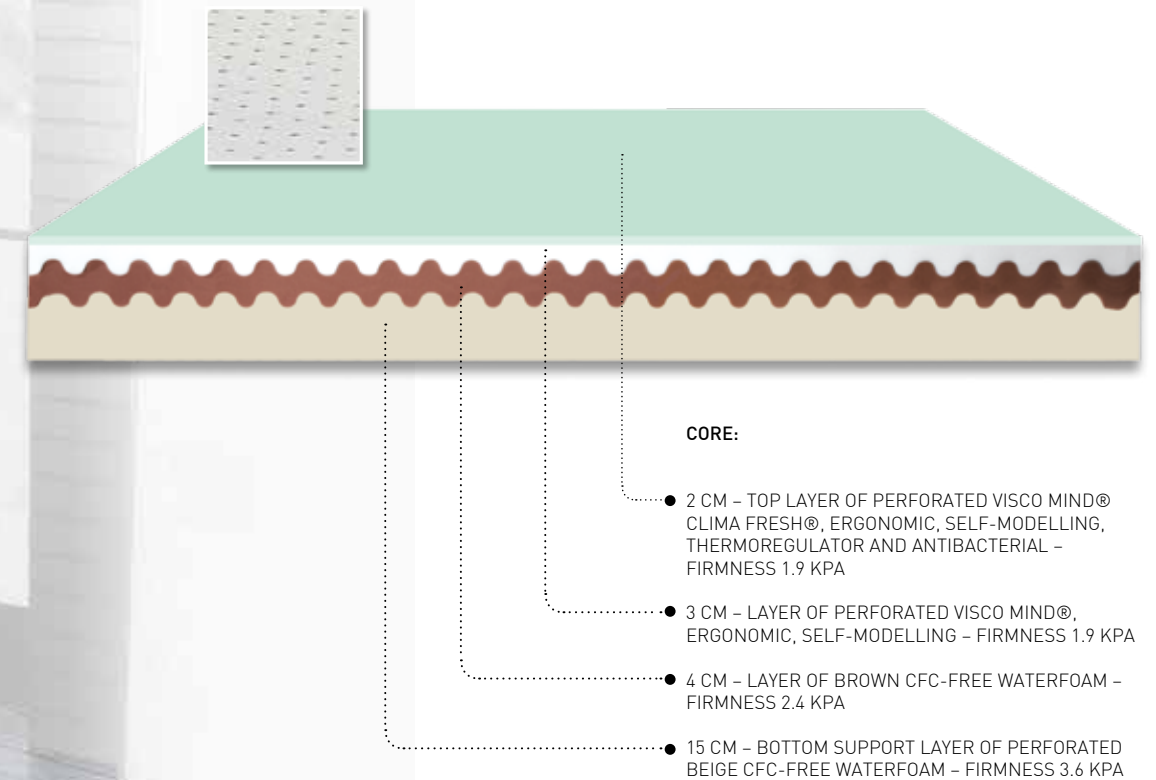 CORE:
2 CM – TOP LAYER OF PERFORATED VISCO MIND®
CLIMA FRESH®, ERGONOMIC, SELF-MODELLING,
THERMOREGULATOR AND ANTIBACTERIAL –
FIRMNESS 1.9 KPA
3 CM – LAYER OF PERFORATED VISCO MIND®,
ERGONOMIC, SELF-MODELLING – FIRMNESS 1.9 KPA
4 CM – LAYER OF BROWN CFC-FREE WATERFOAM –
FIRMNESS 2.4 KPA
15 CM – BOTTOM SUPPORT LAYER OF PERFORATED
BEIGE CFC-FREE WATERFOAM – FIRMNESS 3.6 KPA